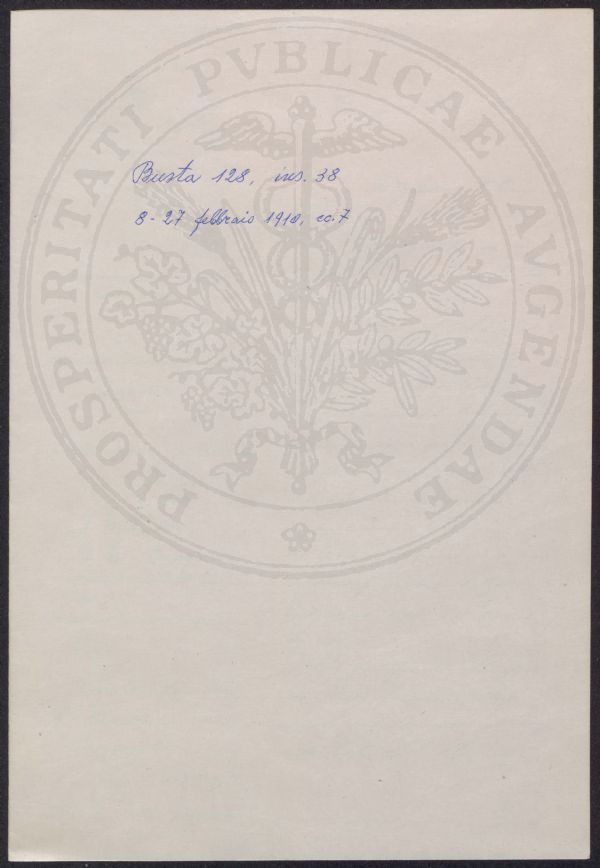 PROSPERITATI PVBLICAE AVGENDAE
Busta 128, ins. 38
8-27 febbraio 1910, cc. 7